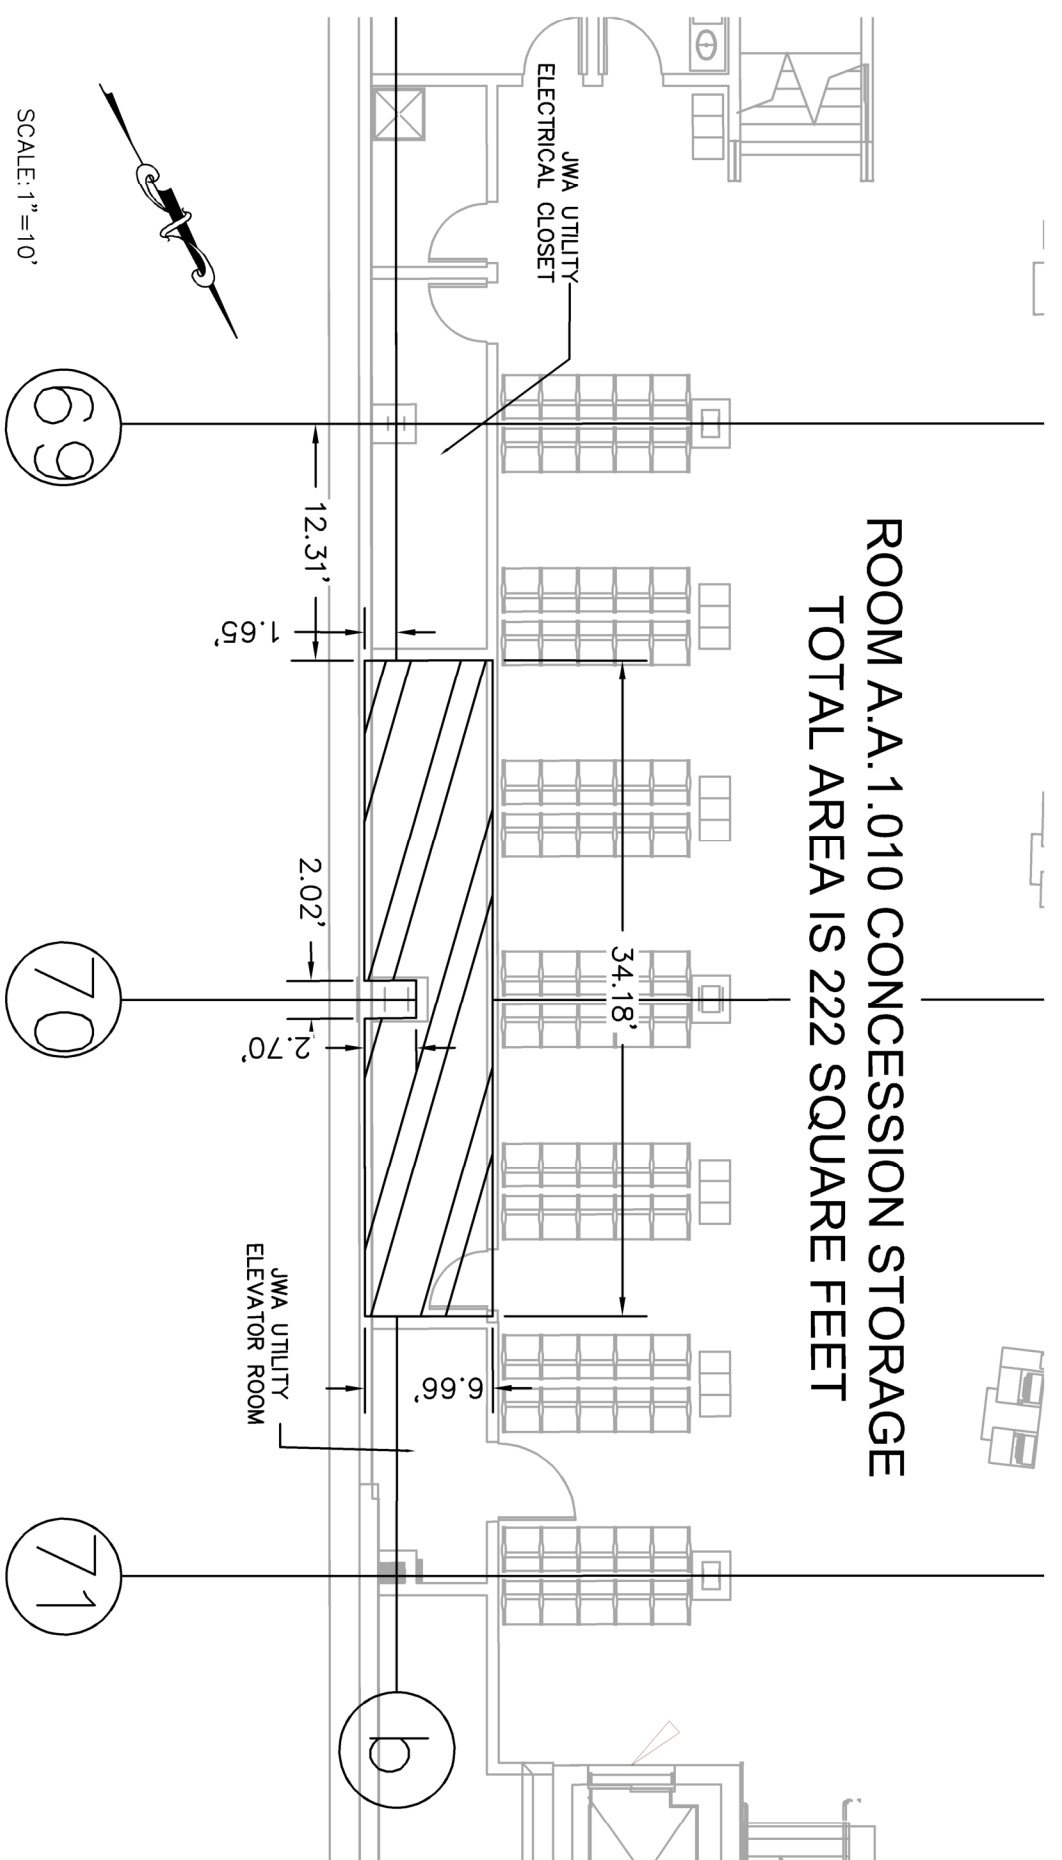 ROOM A.A.1.010 CONCESSION STORAGE
TOTAL AREA IS 222 SQUARE FEET
JWA UTILITY
ELECTRICAL CLOSET
34.18'
12.31'
1.65'
2.02'
2.70'
6.66'
JWA UTILITY
ELEVATOR ROOM
b
69
70
71
SCALE: 1"=10'